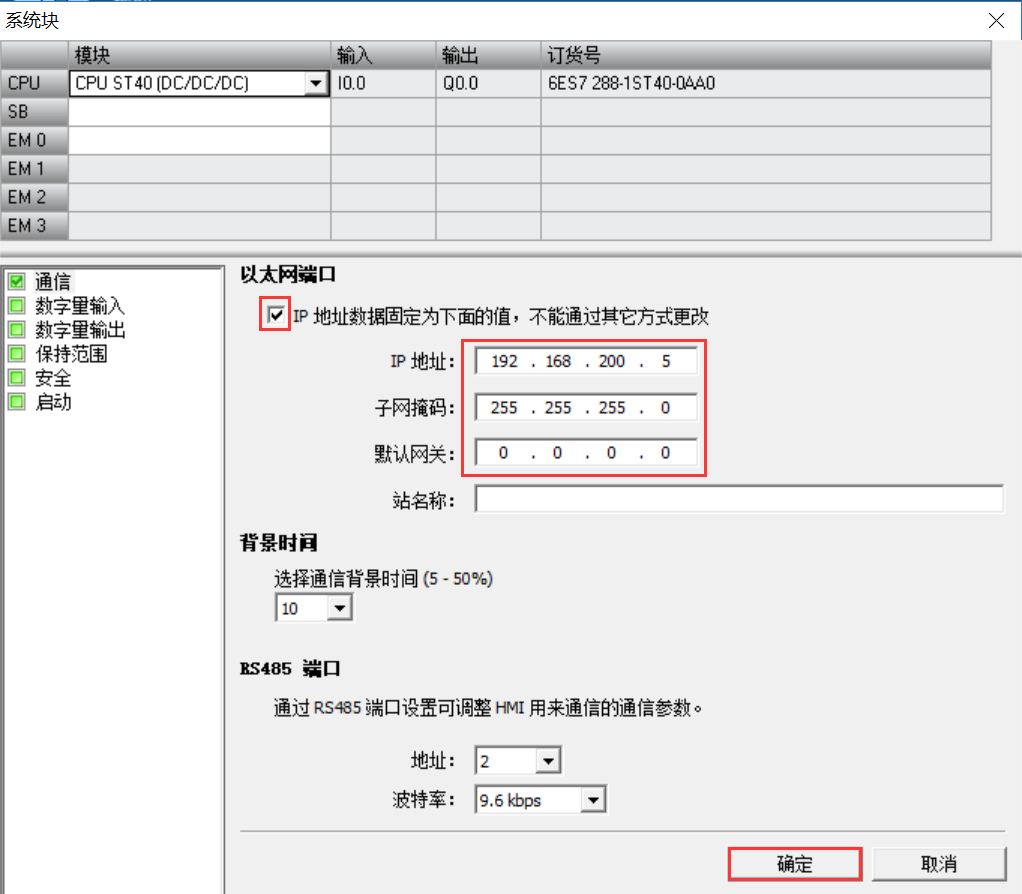 系统块
模块 输入 输出 订货号
CPU CPU ST40 (DC/DC/DC) I0.0 Q0.0 6ES7 288-1ST40-0AA0
SB
EM 0
EM 1
EM 2
EM 3
通信
数字量输入
数字量输出
保持范围
安全
启动
以太网端口
IP 地址数据固定为下面的值，不能通过其它方式更改
IP 地址： 192 . 168 . 200 . 5
子网掩码： 255 . 255 . 255 . 0
默认网关： 0 . 0 . 0 . 0
站名称：
背景时间
选择通信背景时间 (5 - 50%)
10
RS485 端口
通过 RS485 端口设置可调整 HMI 用来通信的通信参数。
地址： 2
波特率： 9.6 kbps
确定 取消